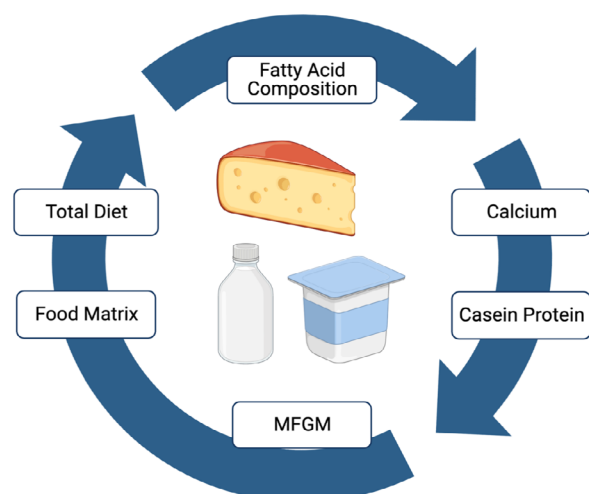 Fatty Acid
Composition
Total Diet
Calcium
Food Matrix
Casein Protein
MFGM